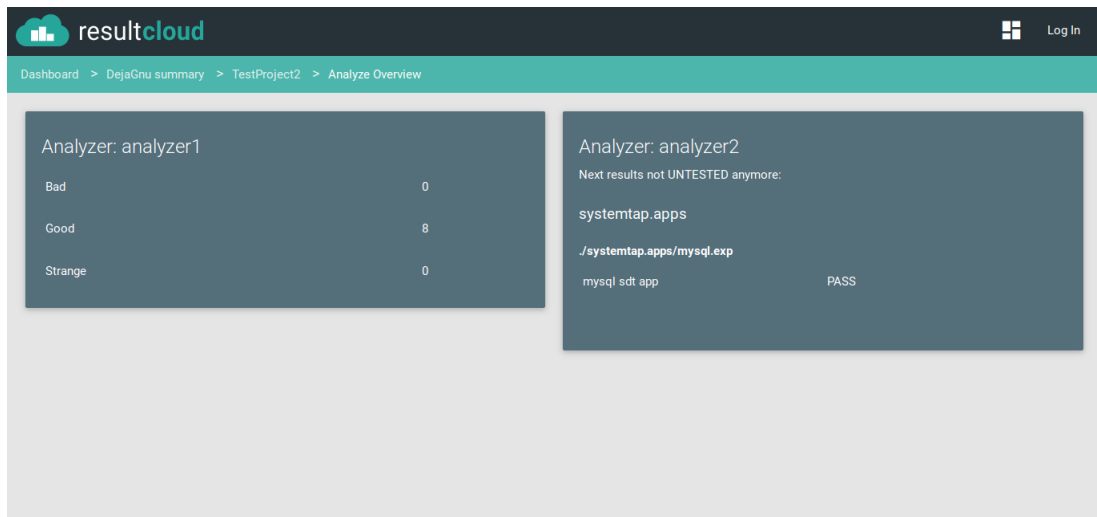 resultcloud
Log In
Dashboard > DejaGnu summary > TestProject2 > Analyze Overview
Analyzer: analyzer1
Bad 0
Good 8
Strange 0
Analyzer: analyzer2
Next results not UNTESTED anymore:
systemtap.apps
./systemtap.apps/mysql.exp
mysql sdt app PASS